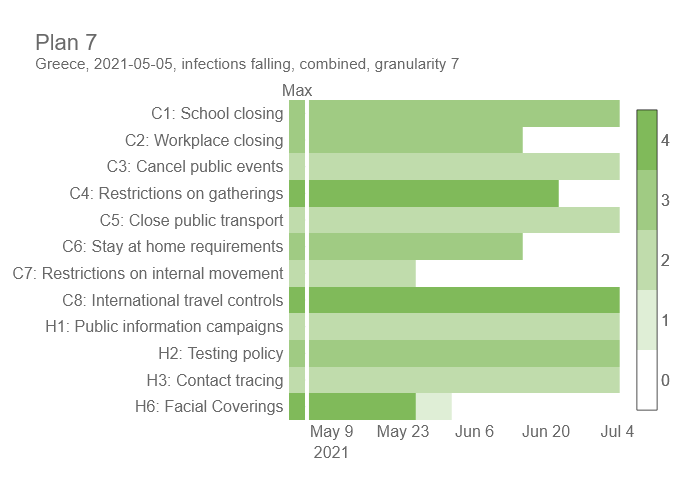 Plan 7
Greece, 2021-05-05, infections falling, combined, granularity 7
Max
C1: School closing
C2: Workplace closing
C3: Cancel public events
C4: Restrictions on gatherings
C5: Close public transport
C6: Stay at home requirements
C7: Restrictions on internal movement
C8: International travel controls
H1: Public information campaigns
H2: Testing policy
H3: Contact tracing
H6: Facial Coverings
4
3
2
1
0
May 9 May 23 Jun 6 Jun 20 Jul 4
2021